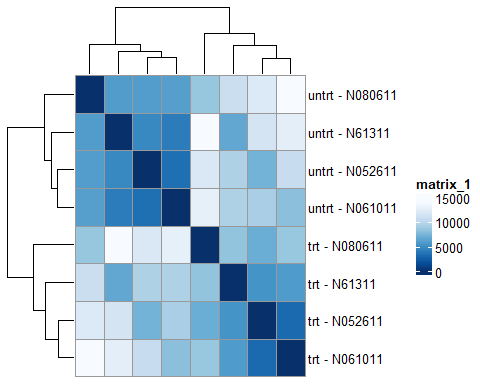 untrt - N080611
untrt - N61311
untrt - N052611
untrt - N061011
trt - N080611
trt - N61311
trt - N052611
trt - N061011
matrix_1
15000
10000
5000
0